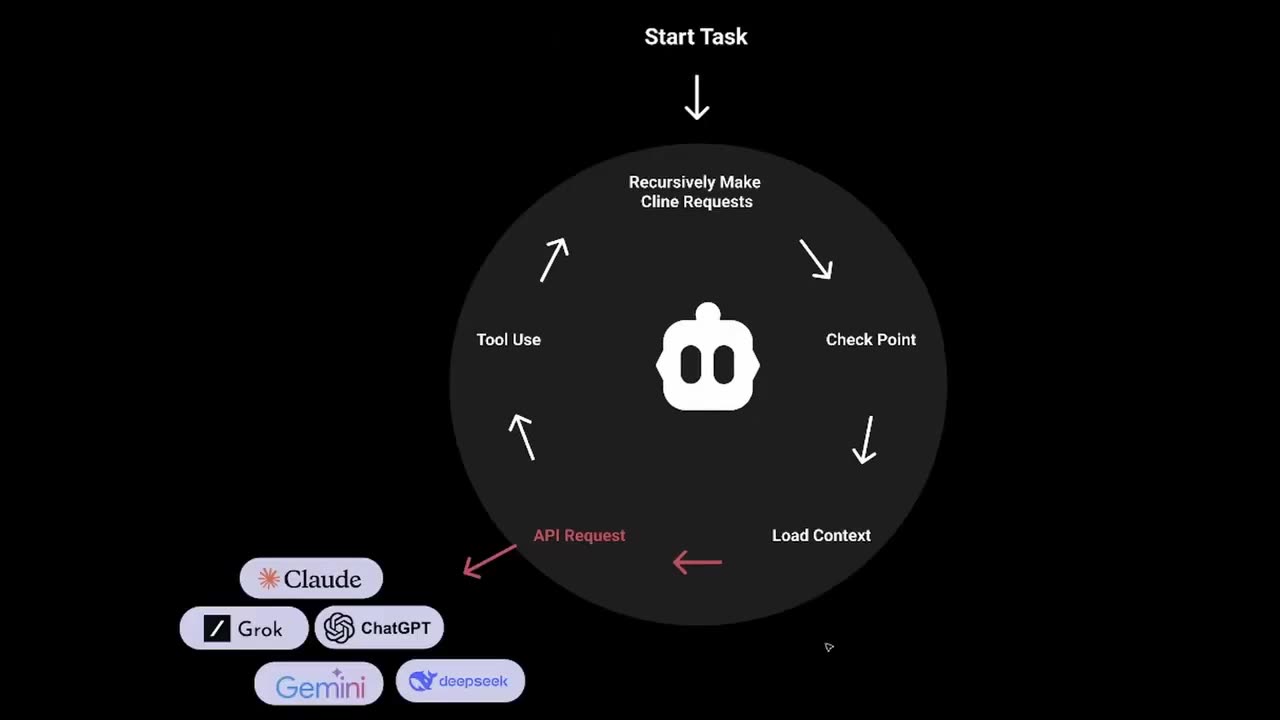 Start Task
Recursively Make
Cline Requests
Tool Use
Check Point
API Request
Load Context
Claude
Grok
ChatGPT
Gemini
deepseek